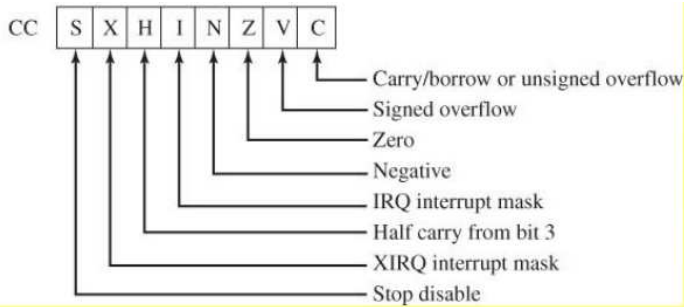 CC S X H I N Z V C
Carry/borrow or unsigned overflow
Signed overflow
Zero
Negative
IRQ interrupt mask
Half carry from bit 3
XIRQ interrupt mask
Stop disable